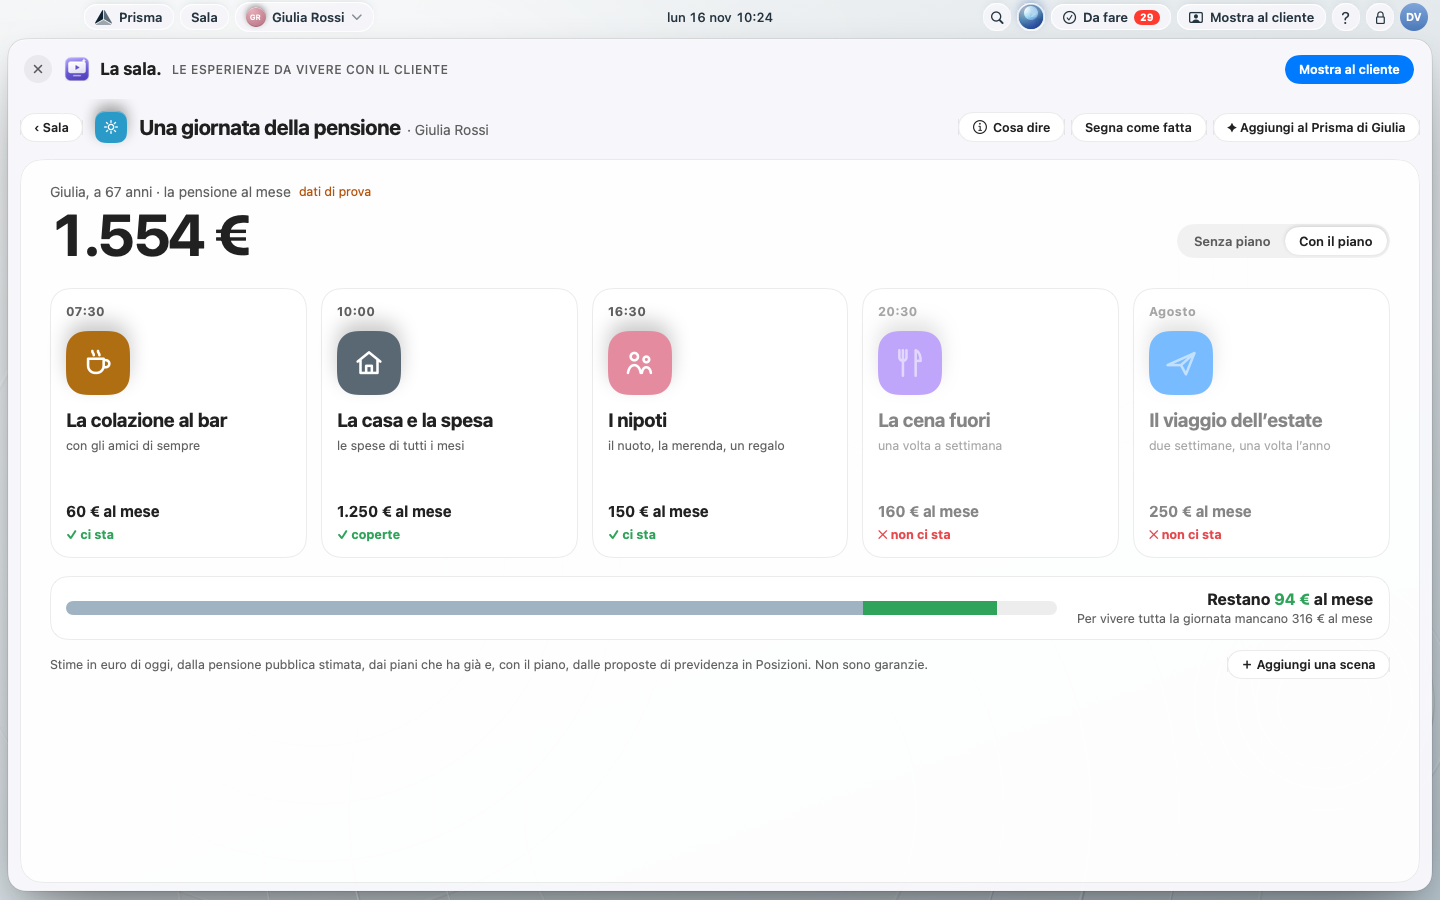 Prisma
Sala
GR Giulia Rossi
lun 16 nov 10:24
Da fare 29
Mostra al cliente
?
DV
La sala. LE ESPERIENZE DA VIVERE CON IL CLIENTE
Mostra al cliente
‹ Sala
Una giornata della pensione · Giulia Rossi
Cosa dire
Segna come fatta
Aggiungi al Prisma di Giulia
Giulia, a 67 anni · la pensione al mese dati di prova
1.554 €
Senza piano
Con il piano
07:30
La colazione al bar
con gli amici di sempre
60 € al mese
✓ ci sta
10:00
La casa e la spesa
le spese di tutti i mesi
1.250 € al mese
✓ coperte
16:30
I nipoti
il nuoto, la merenda, un regalo
150 € al mese
✓ ci sta
20:30
La cena fuori
una volta a settimana
160 € al mese
✕ non ci sta
Agosto
Il viaggio dell’estate
due settimane, una volta l’anno
250 € al mese
✕ non ci sta
Restano 94 € al mese
Per vivere tutta la giornata mancano 316 € al mese
Stime in euro di oggi, dalla pensione pubblica stimata, dai piani che ha già e, con il piano, dalle proposte di previdenza in Posizioni. Non sono garanzie.
+ Aggiungi una scena